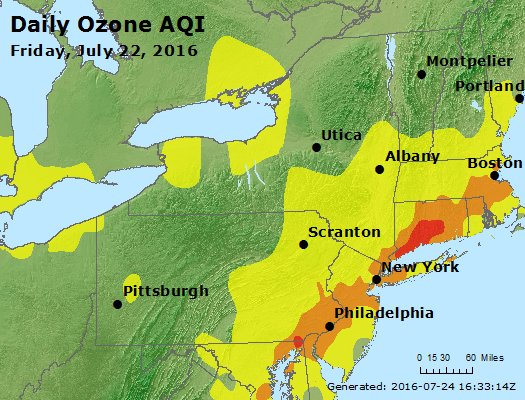 Daily Ozone AQI
Friday, July 22, 2016
Montpelier
Portland
Utica
Albany
Boston
Scranton
New York
Pittsburgh
Philadelphia
0 15 30 60 Miles
Generated: 2016-07-24 16:33:14Z